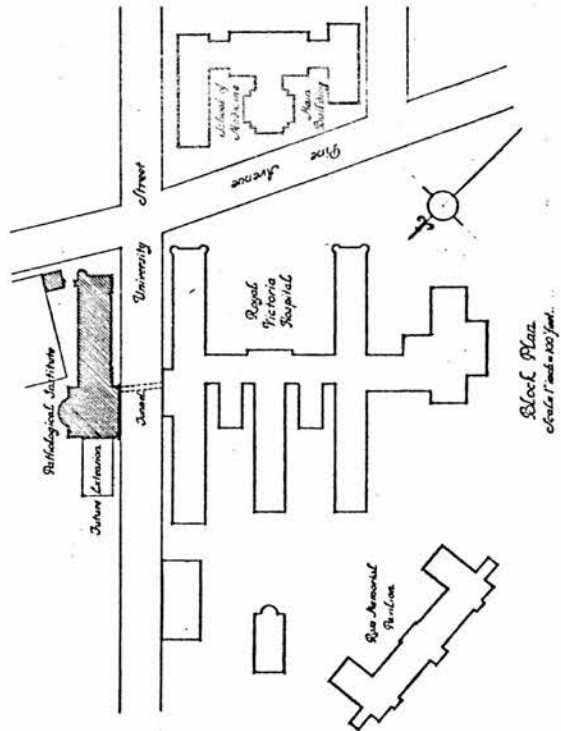 School of
Medicine
Main
Building
Pine
Avenue
Street
University
Royal
Victoria
Hospital
Pathological Institute
Tunnel
Future Extension
Ross Memorial
Pavilion
Block Plan
Scale 1 inch = 100 feet.